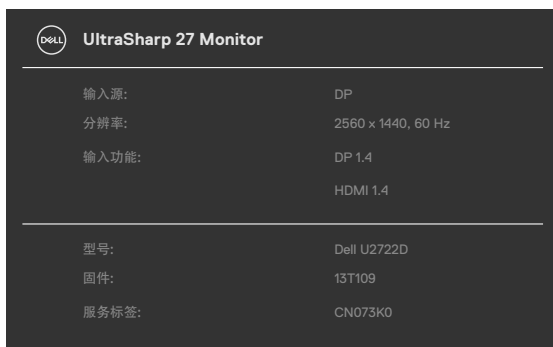 DELL UltraSharp 27 Monitor
输入源: DP
分辨率: 2560 x 1440, 60 Hz
输入功能: DP 1.4
HDMI 1.4
型号: Dell U2722D
固件: 13T109
服务标签: CN073K0